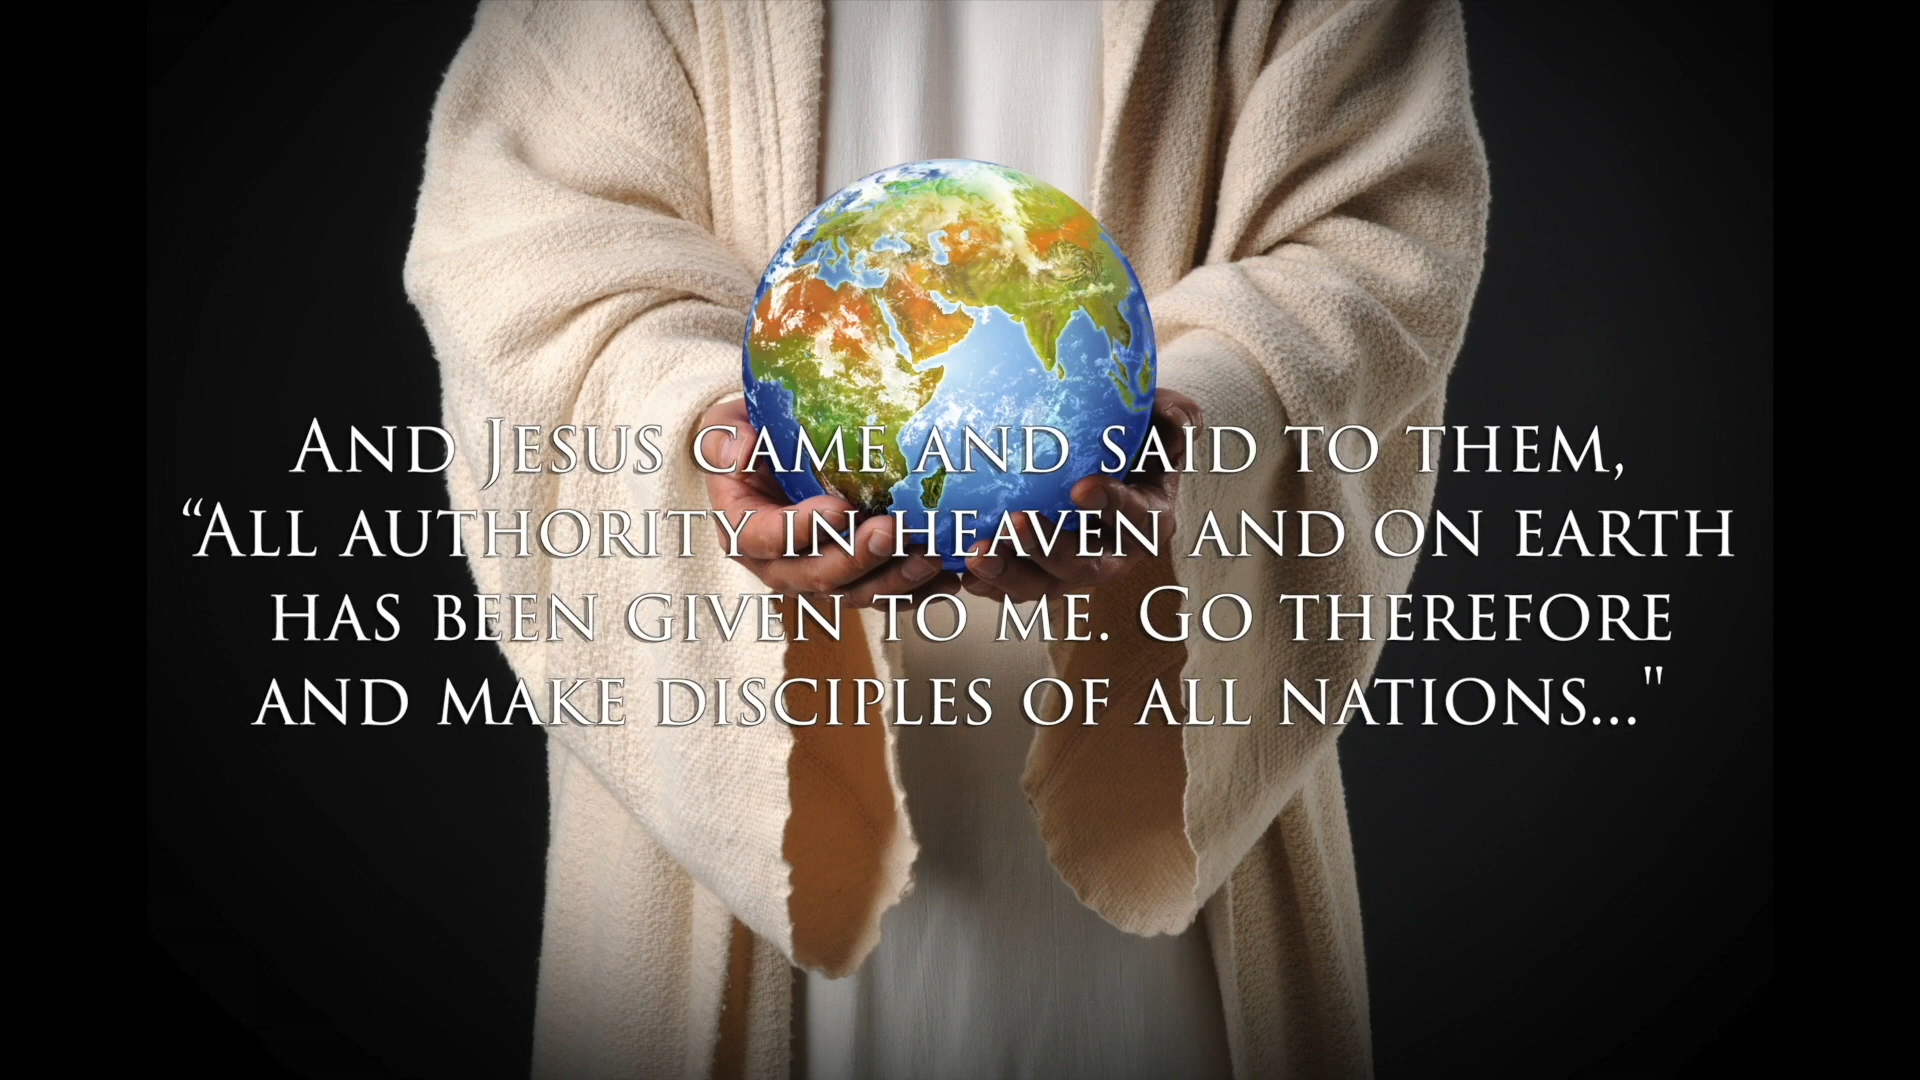 And Jesus came and said to them,
“All authority in heaven and on earth
has been given to me. Go therefore
and make disciples of all nations..."